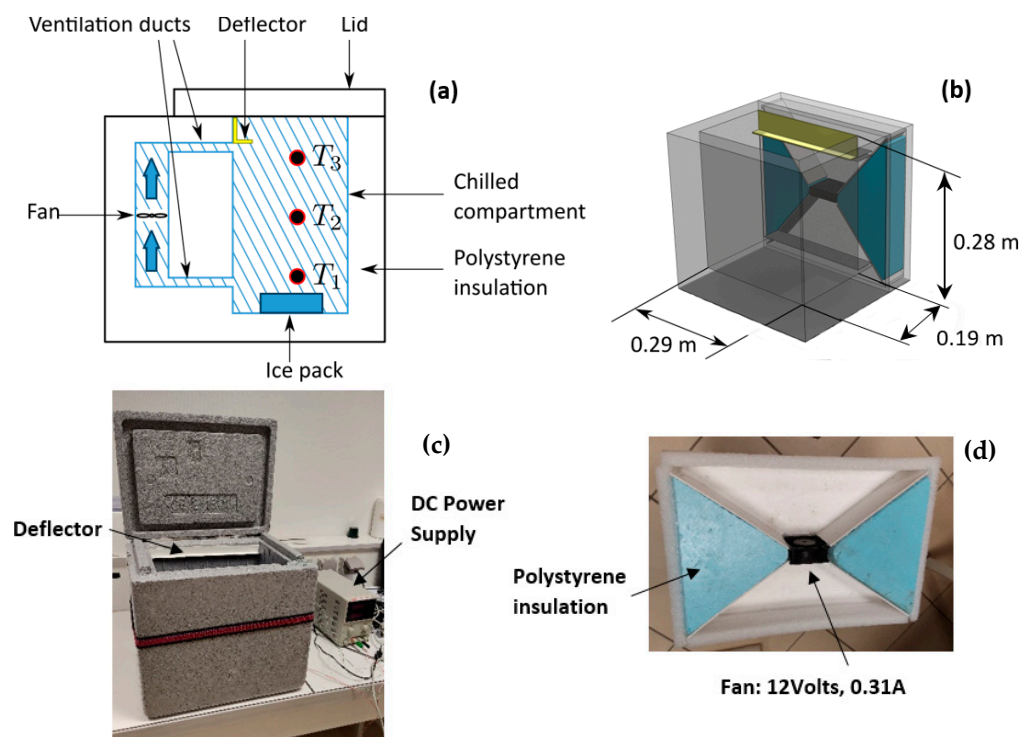 Ventilation ducts Deflector Lid
(a)
T3
Fan
T2
Chilled
compartment
T1
Polystyrene
insulation
Ice pack
(b)
0.28 m
0.19 m
0.29 m
(c)
Deflector
DC Power
Supply
(d)
Polystyrene
insulation
Fan: 12Volts, 0.31A